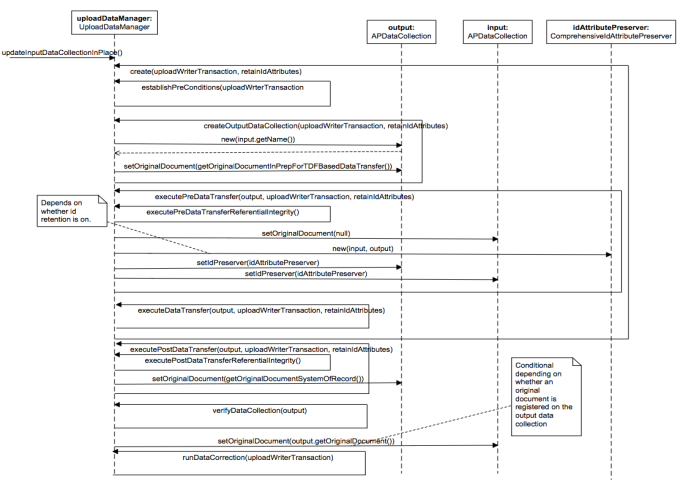 uploadDataManager:
UploadDataManager
output:
APDataCollection
input:
APDataCollection
idAttributePreserver:
ComprehensiveIdAttributePreserver
updateInputDataCollectionInPlace()
create(uploadWriterTransaction, retainIdAttributes)
establishPreConditions(uploadWrterTransaction
createOutputDataCollection(uploadWriterTransaction, retainIdAttributes)
new(input.getName())
setOriginalDocument(getOriginalDocumentInPrepForTDFBasedDataTransfer())
executePreDataTransfer(output, uploadWriterTransaction, retainIdAttributes)
Depends on
whether id
retention is on.
executePreDataTransferReferentialIntegrity()
setOriginalDocument(null)
new(input, output)
setIdPreserver(idAttributePreserver)
setIdPreserver(idAttributePreserver)
executeDataTransfer(output, uploadWriterTransaction, retainIdAttributes)
executePostDataTransfer(output, uploadWriterTransaction, retainIdAttributes)
executePostDataTransferReferentialIntegrity()
Conditional
depending on
whether an
original
document is
registered on the
output data
collection
setOriginalDocument(getOriginalDocumentSystemOfRecord())
verifyDataCollection(output)
setOriginalDocument(output.getOriginalDocument())
runDataCorrection(uploadWriterTransaction)